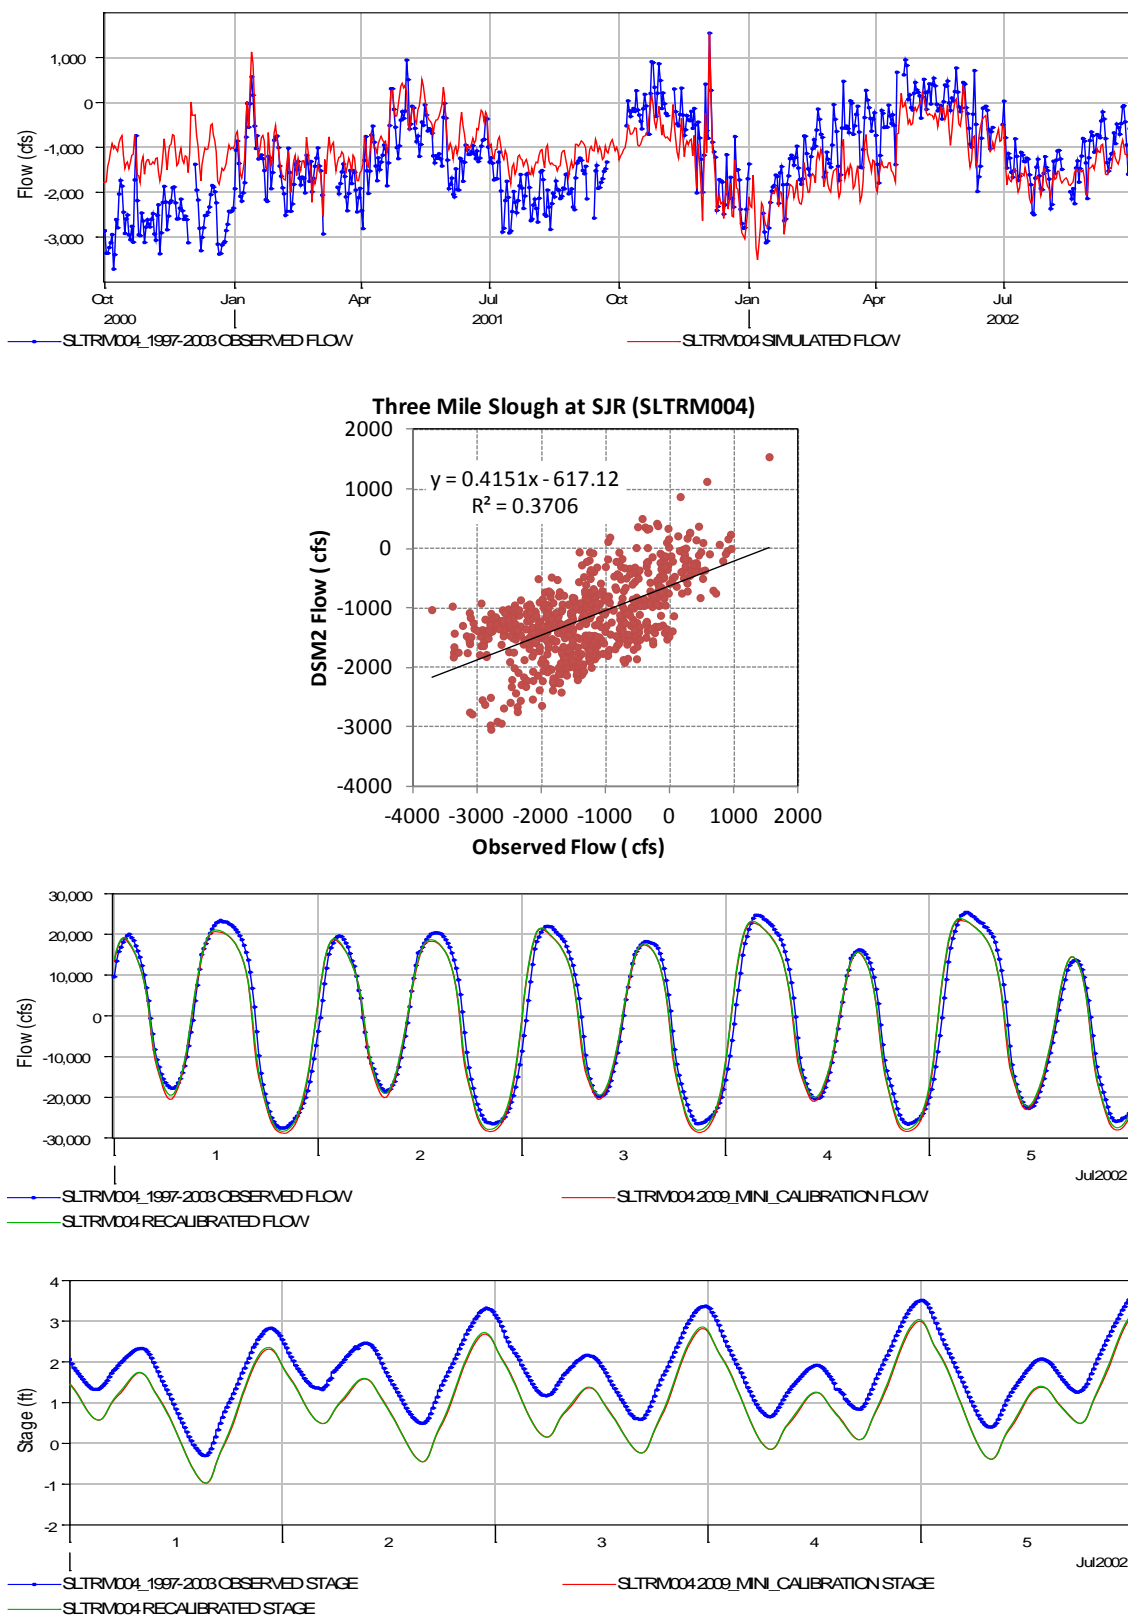 1,000
0
-1,000
-2,000
-3,000
Flow (cfs)
Oct Jan Apr Jul Oct Jan Apr Jul
2000 2001 2002
SLTRM004_1997-2003 OBSERVED FLOW SLTRM004 SIMULATED FLOW
Three Mile Slough at SJR (SLTRM004)
2000
1000
0
-1000
-2000
-3000
-4000
DSM2 Flow ( cfs)
y = 0.4151x - 617.12
R² = 0.3706
-4000 -3000 -2000 -1000 0 1000 2000
Observed Flow ( cfs)
30,000
20,000
10,000
0
-10,000
-20,000
-30,000
Flow (cfs)
1 2 3 4 5
Jul2002
SLTRM004_1997-2003 OBSERVED FLOW SLTRM004 2009_MINI_CALIBRATION FLOW
SLTRM004 RECALIBRATED FLOW
4
3
2
1
0
-1
-2
Stage (ft)
1 2 3 4 5
Jul2002
SLTRM004_1997-2003 OBSERVED STAGE SLTRM004 2009_MINI_CALIBRATION STAGE
SLTRM004 RECALIBRATED STAGE